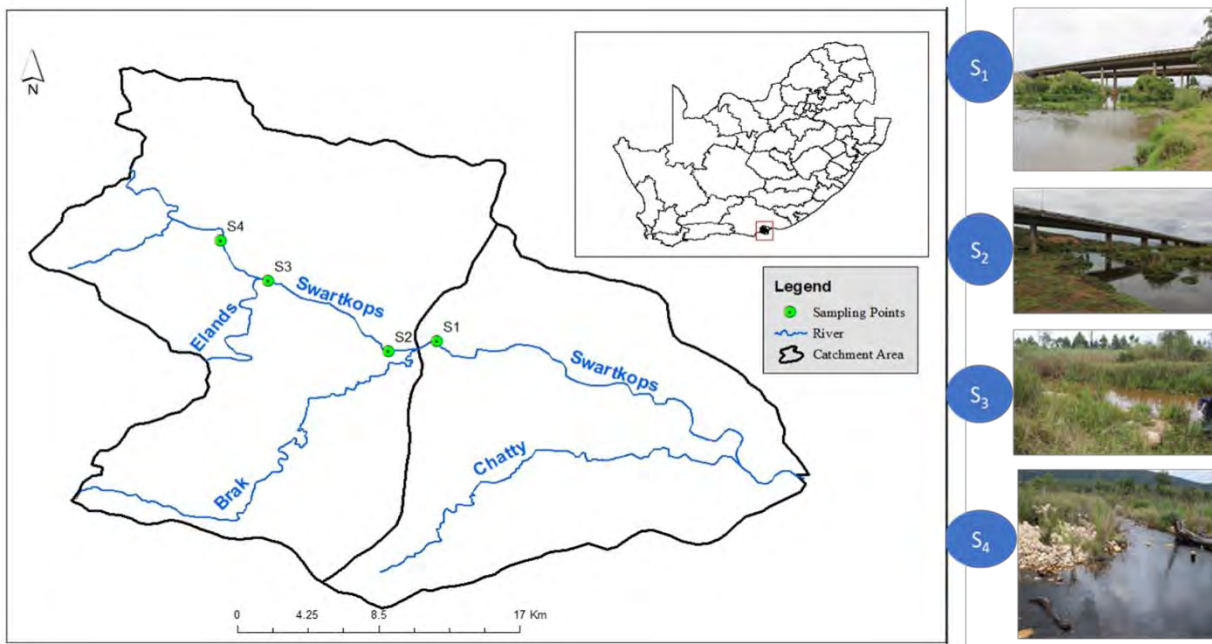 N
S4
S3
Swartkops
Elands
S2
S1
Swartkops
Brak
Chatty
Legend
Sampling Points
River
Catchment Area
0 4.25 8.5 17 Km
S₁
S₂
S₃
S₄